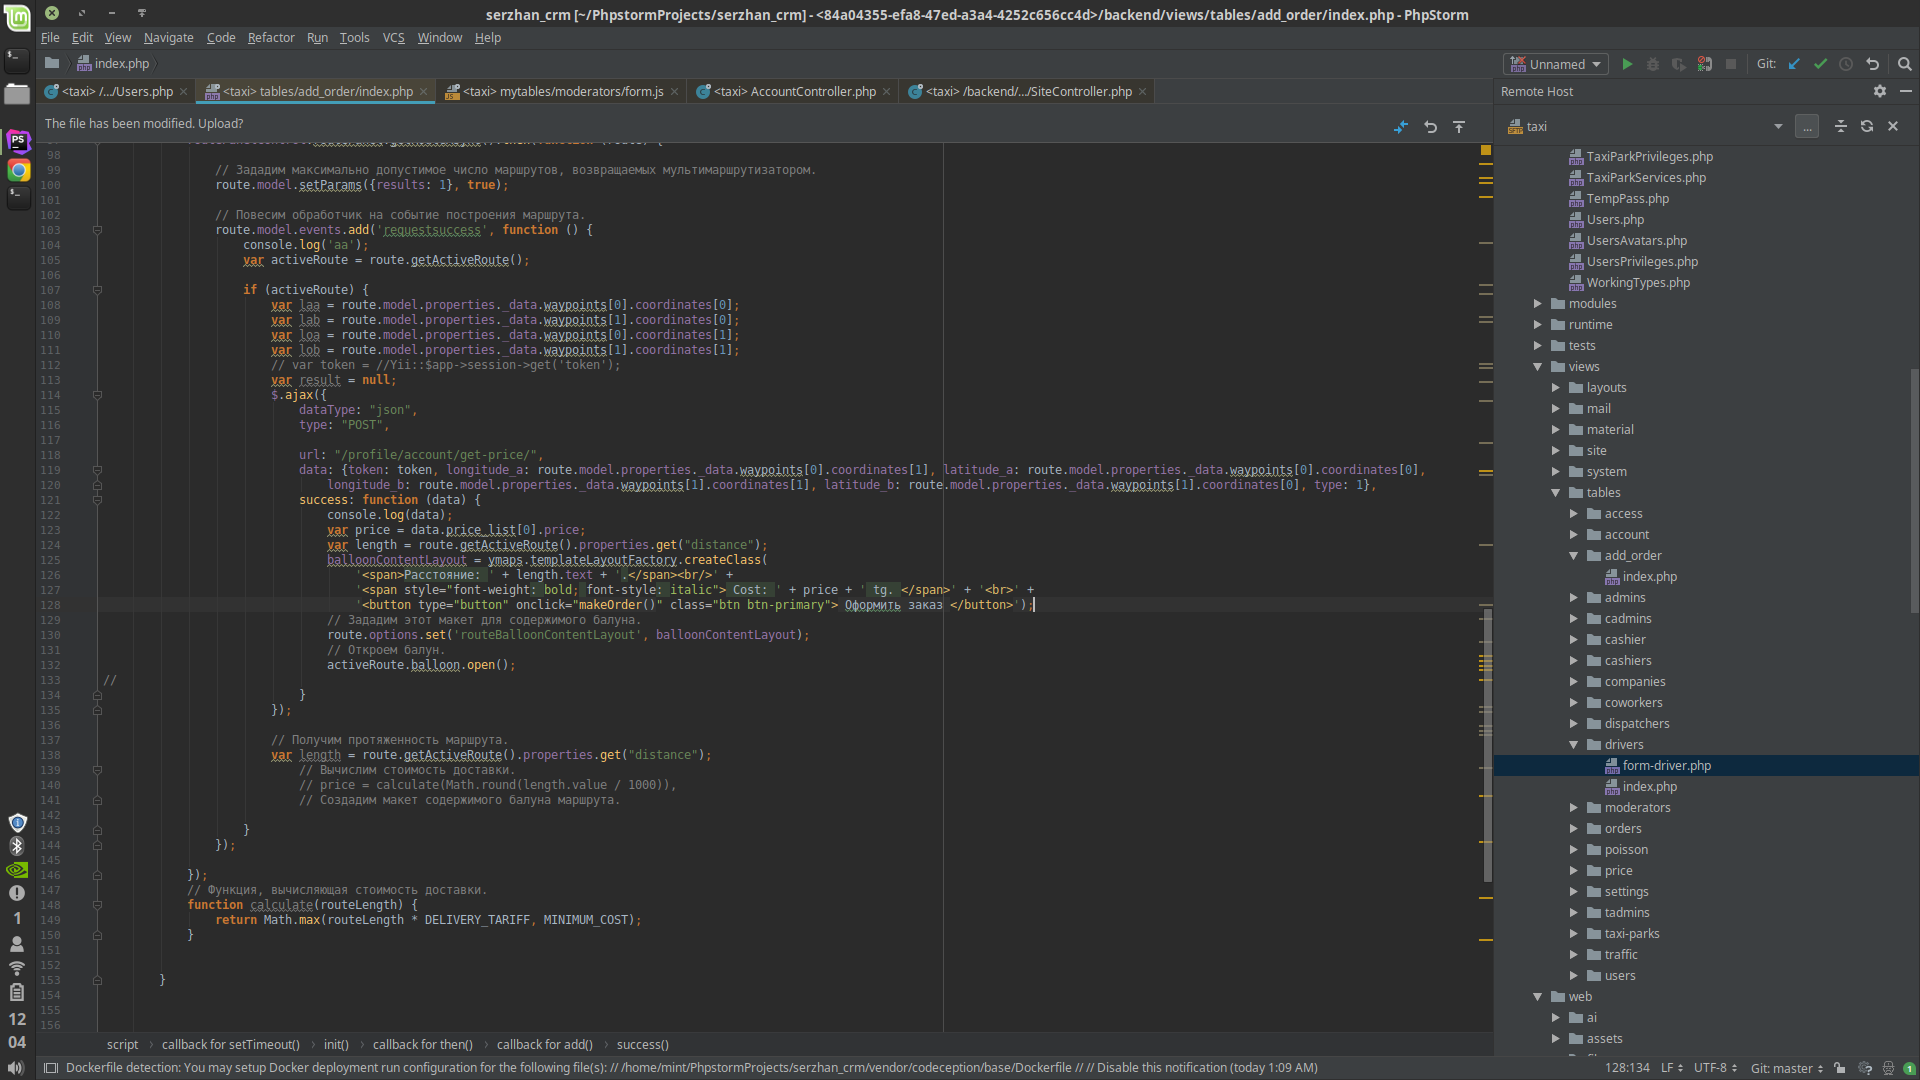 serzhan_crm [~/PhpstormProjects/serzhan_crm] - <84a04355-efa8-47ed-a3a4-4252c656cc4d>/backend/views/tables/add_order/index.php - PhpStorm
File Edit View Navigate Code Refactor Run Tools VCS Window Help
index.php
Unnamed
Git:
<taxi> /.../Users.php
<taxi> tables/add_order/index.php
<taxi> mytables/moderators/form.js
<taxi> AccountController.php
<taxi> /backend/.../SiteController.php
Remote Host
The file has been modified. Upload?
taxi
98
99 // Зададим максимально допустимое число маршрутов, возвращаемых мультимаршрутизатором.
100 route.model.setParams({results: 1}, true);
101
102 // Повесим обработчик на событие построения маршрута.
103 route.model.events.add('requestsuccess', function () {
104 console.log('aa');
105 var activeRoute = route.getActiveRoute();
106
107 if (activeRoute) {
108 var laa = route.model.properties._data.waypoints[0].coordinates[0];
109 var lab = route.model.properties._data.waypoints[1].coordinates[0];
110 var loa = route.model.properties._data.waypoints[0].coordinates[1];
111 var lob = route.model.properties._data.waypoints[1].coordinates[1];
112 // var token = //Yii::$app->session->get('token');
113 var result = null;
114 $.ajax({
115 dataType: "json",
116 type: "POST",
117
118 url: "/profile/account/get-price/",
119 data: {token: token, longitude_a: route.model.properties._data.waypoints[0].coordinates[1], latitude_a: route.model.properties._data.waypoints[0].coordinates[0],
120 longitude_b: route.model.properties._data.waypoints[1].coordinates[1], latitude_b: route.model.properties._data.waypoints[1].coordinates[0], type: 1},
121 success: function (data) {
122 console.log(data);
123 var price = data.price_list[0].price;
124 var length = route.getActiveRoute().properties.get("distance");
125 balloonContentLayout = ymaps.templateLayoutFactory.createClass(
126 '<span>Расстояние: ' + length.text + '.</span><br/>' +
127 '<span style="font-weight: bold; font-style: italic"> Cost: ' + price + ' tg. </span>' + '<br>' +
128 '<button type="button" onclick="makeOrder()" class="btn btn-primary"> Оформить заказ </button>');
129 // Зададим этот макет для содержимого балуна.
130 route.options.set('routeBalloonContentLayout', balloonContentLayout);
131 // Откроем балун.
132 activeRoute.balloon.open();
133 //
134 }
135 });
136
137 // Получим протяженность маршрута.
138 var length = route.getActiveRoute().properties.get("distance");
139 // Вычислим стоимость доставки.
140 // price = calculate(Math.round(length.value / 1000)),
141 // Создадим макет содержимого балуна маршрута.
142
143 }
144 });
145
146 });
147 // Функция, вычисляющая стоимость доставки.
148 function calculate(routeLength) {
149 return Math.max(routeLength * DELIVERY_TARIFF, MINIMUM_COST);
150 }
151
152
153 }
154
155
156
TaxiParkPrivileges.php
TaxiParkServices.php
TempPass.php
Users.php
UsersAvatars.php
UsersPrivileges.php
WorkingTypes.php
modules
runtime
tests
views
layouts
mail
material
site
system
tables
access
account
add_order
index.php
admins
cadmins
cashier
cashiers
companies
coworkers
dispatchers
drivers
form-driver.php
index.php
moderators
orders
poisson
price
settings
tadmins
taxi-parks
traffic
users
web
ai
assets
1
12
04
script callback for setTimeout() init() callback for then() callback for add() success()
Dockerfile detection: You may setup Docker deployment run configuration for the following file(s): // /home/mint/PhpstormProjects/serzhan_crm/vendor/codeception/base/Dockerfile // // Disable this notification (today 1:09 AM)
128:134 LF UTF-8 Git: master 1